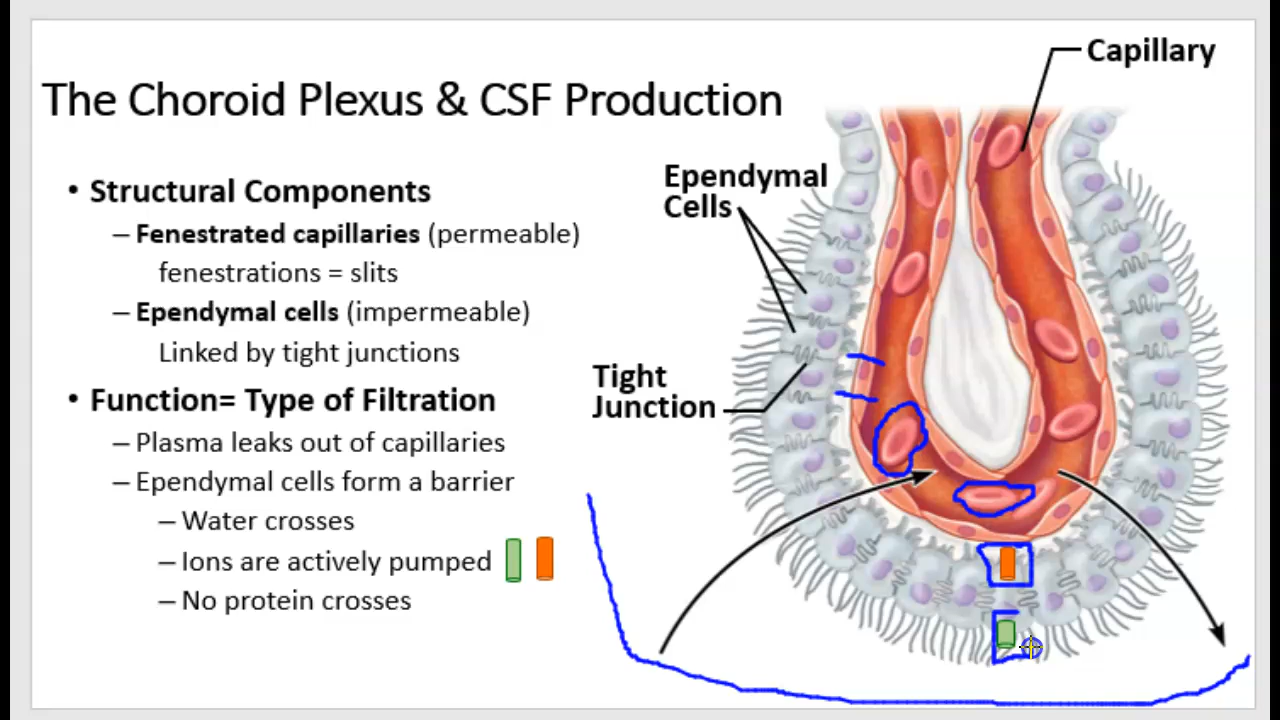 The Choroid Plexus & CSF Production
• Structural Components
– Fenestrated capillaries (permeable)
fenestrations = slits
– Ependymal cells (impermeable)
Linked by tight junctions
• Function= Type of Filtration
– Plasma leaks out of capillaries
– Ependymal cells form a barrier
– Water crosses
– Ions are actively pumped
– No protein crosses
Capillary
Ependymal
Cells
Tight
Junction